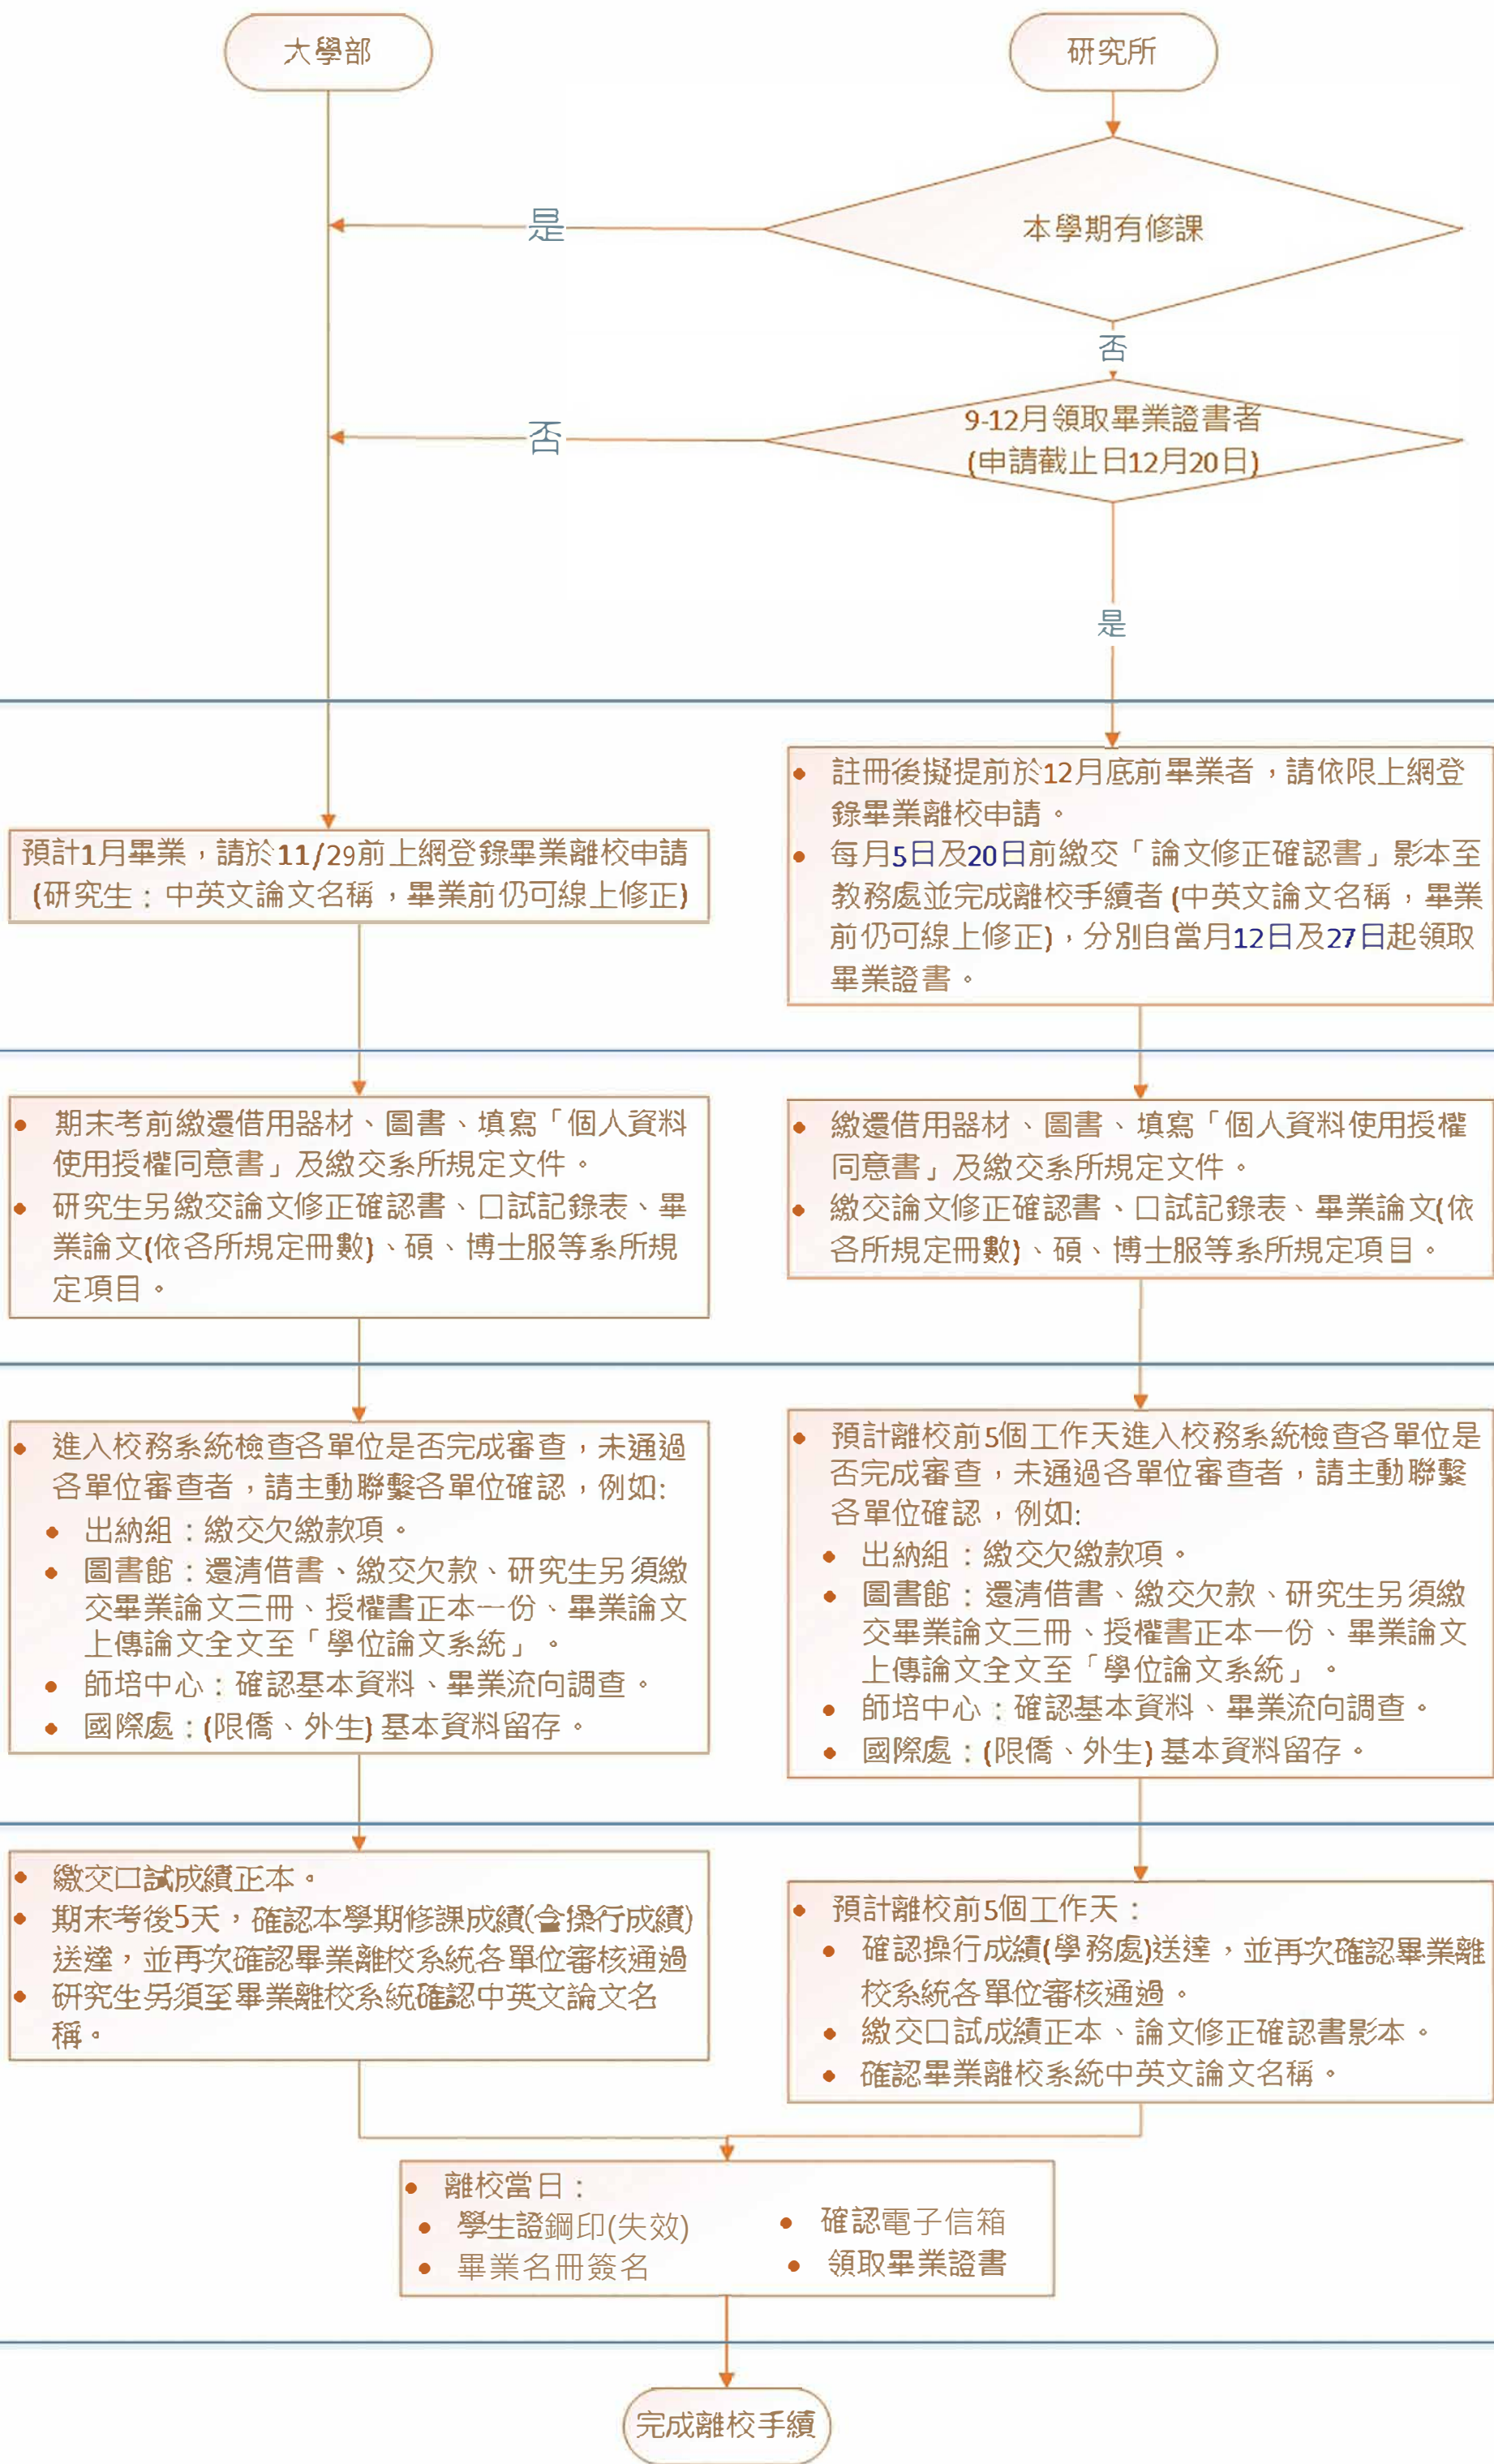 大學部
研究所
本學期有修課
是
否
9-12月領取畢業證書者
(申請截止日12月20日)
否
是
預計1月畢業，請於11/29前上網登錄畢業離校申請
(研究生：中英文論文名稱，畢業前仍可線上修正)
• 註冊後擬提前於12月底前畢業者，請依限上網登
錄畢業離校申請。
• 每月5日及20日前繳交「論文修正確認書」影本至
教務處並完成離校手續者 (中英文論文名稱，畢業
前仍可線上修正)，分別自當月12日及27日起領取
畢業證書。
• 期末考前繳還借用器材、圖書、填寫「個人資料
使用授權同意書」及繳交系所規定文件。
• 研究生另繳交論文修正確認書、口試記錄表、畢
業論文(依各所規定冊數)、碩、博士服等系所規
定項目。
• 繳還借用器材、圖書、填寫「個人資料使用授權
同意書」及繳交系所規定文件。
• 繳交論文修正確認書、口試記錄表、畢業論文(依
各所規定冊數)、碩、博士服等系所規定項目。
• 進入校務系統檢查各單位是否完成審查，未通過
各單位審查者，請主動聯繫各單位確認，例如:
• 出納組：繳交欠繳款項。
• 圖書館：還清借書、繳交欠款、研究生另須繳
交畢業論文三冊、授權書正本一份、畢業論文
上傳論文全文至「學位論文系統」。
• 師培中心：確認基本資料、畢業流向調查。
• 國際處：(限僑、外生) 基本資料留存。
• 預計離校前5個工作天進入校務系統檢查各單位是
否完成審查，未通過各單位審查者，請主動聯繫
各單位確認，例如:
• 出納組：繳交欠繳款項。
• 圖書館：還清借書、繳交欠款、研究生另須繳
交畢業論文三冊、授權書正本一份、畢業論文
上傳論文全文至「學位論文系統」。
• 師培中心：確認基本資料、畢業流向調查。
• 國際處：(限僑、外生) 基本資料留存。
• 繳交口試成績正本。
• 期末考後5天，確認本學期修課成績(含操行成績)
送達，並再次確認畢業離校系統各單位審核通過
• 研究生另須至畢業離校系統確認中英文論文名
稱。
• 預計離校前5個工作天：
• 確認操行成績(學務處)送達，並再次確認畢業離
校系統各單位審核通過。
• 繳交口試成績正本、論文修正確認書影本。
• 確認畢業離校系統中英文論文名稱。
• 離校當日：
• 學生證鋼印(失效)
• 畢業名冊簽名
• 確認電子信箱
• 領取畢業證書
完成離校手續